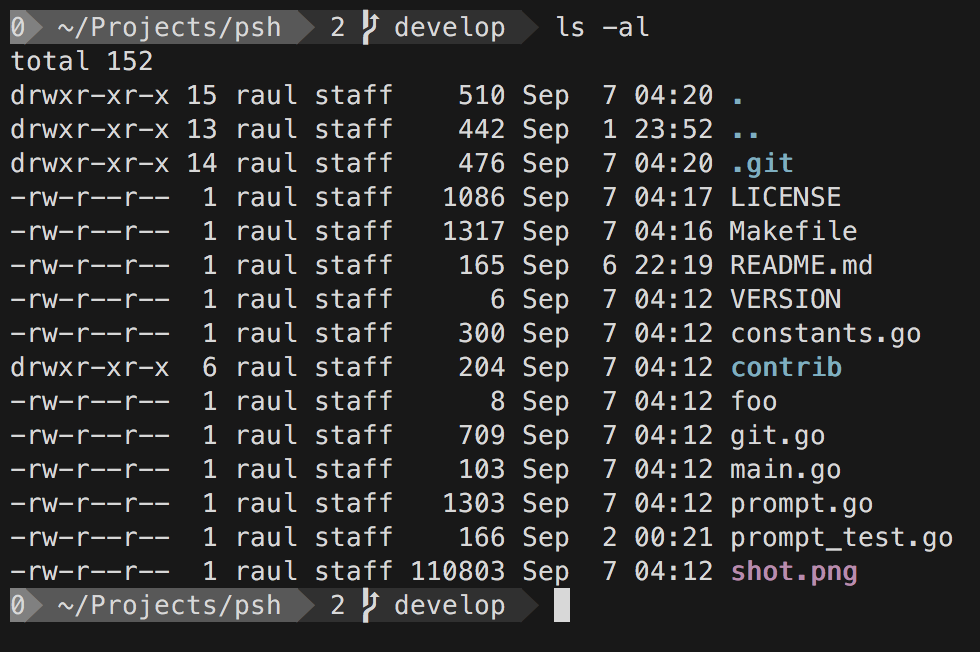 0 ~/Projects/psh 2 develop ls -al
total 152
drwxr-xr-x 15 raul staff    510 Sep  7 04:20 .
drwxr-xr-x 13 raul staff    442 Sep  1 23:52 ..
drwxr-xr-x 14 raul staff    476 Sep  7 04:20 .git
-rw-r--r--  1 raul staff   1086 Sep  7 04:17 LICENSE
-rw-r--r--  1 raul staff   1317 Sep  7 04:16 Makefile
-rw-r--r--  1 raul staff    165 Sep  6 22:19 README.md
-rw-r--r--  1 raul staff      6 Sep  7 04:12 VERSION
-rw-r--r--  1 raul staff    300 Sep  7 04:12 constants.go
drwxr-xr-x  6 raul staff    204 Sep  7 04:12 contrib
-rw-r--r--  1 raul staff      8 Sep  7 04:12 foo
-rw-r--r--  1 raul staff    709 Sep  7 04:12 git.go
-rw-r--r--  1 raul staff    103 Sep  7 04:12 main.go
-rw-r--r--  1 raul staff   1303 Sep  7 04:12 prompt.go
-rw-r--r--  1 raul staff    166 Sep  2 00:21 prompt_test.go
-rw-r--r--  1 raul staff 110803 Sep  7 04:12 shot.png
0 ~/Projects/psh 2 develop